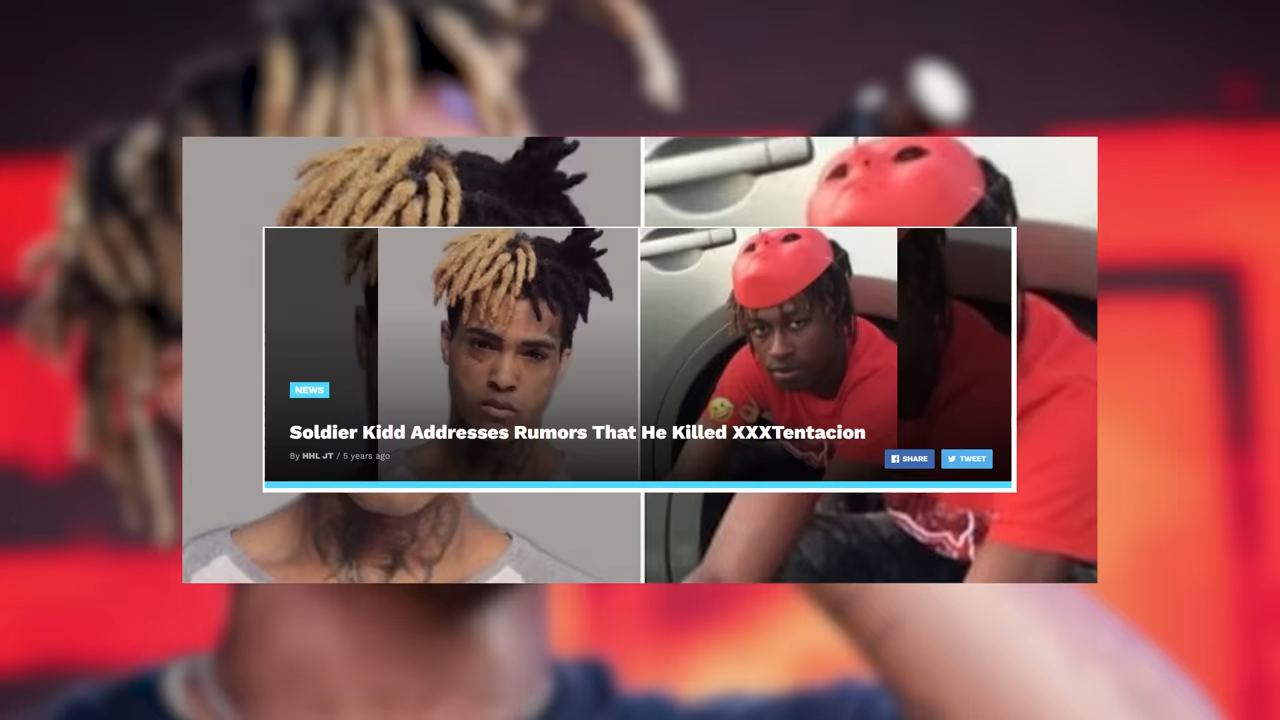 NEWS
Soldier Kidd Addresses Rumors That He Killed XXXTentacion
By HHL JT / 5 years ago
SHARE TWEET